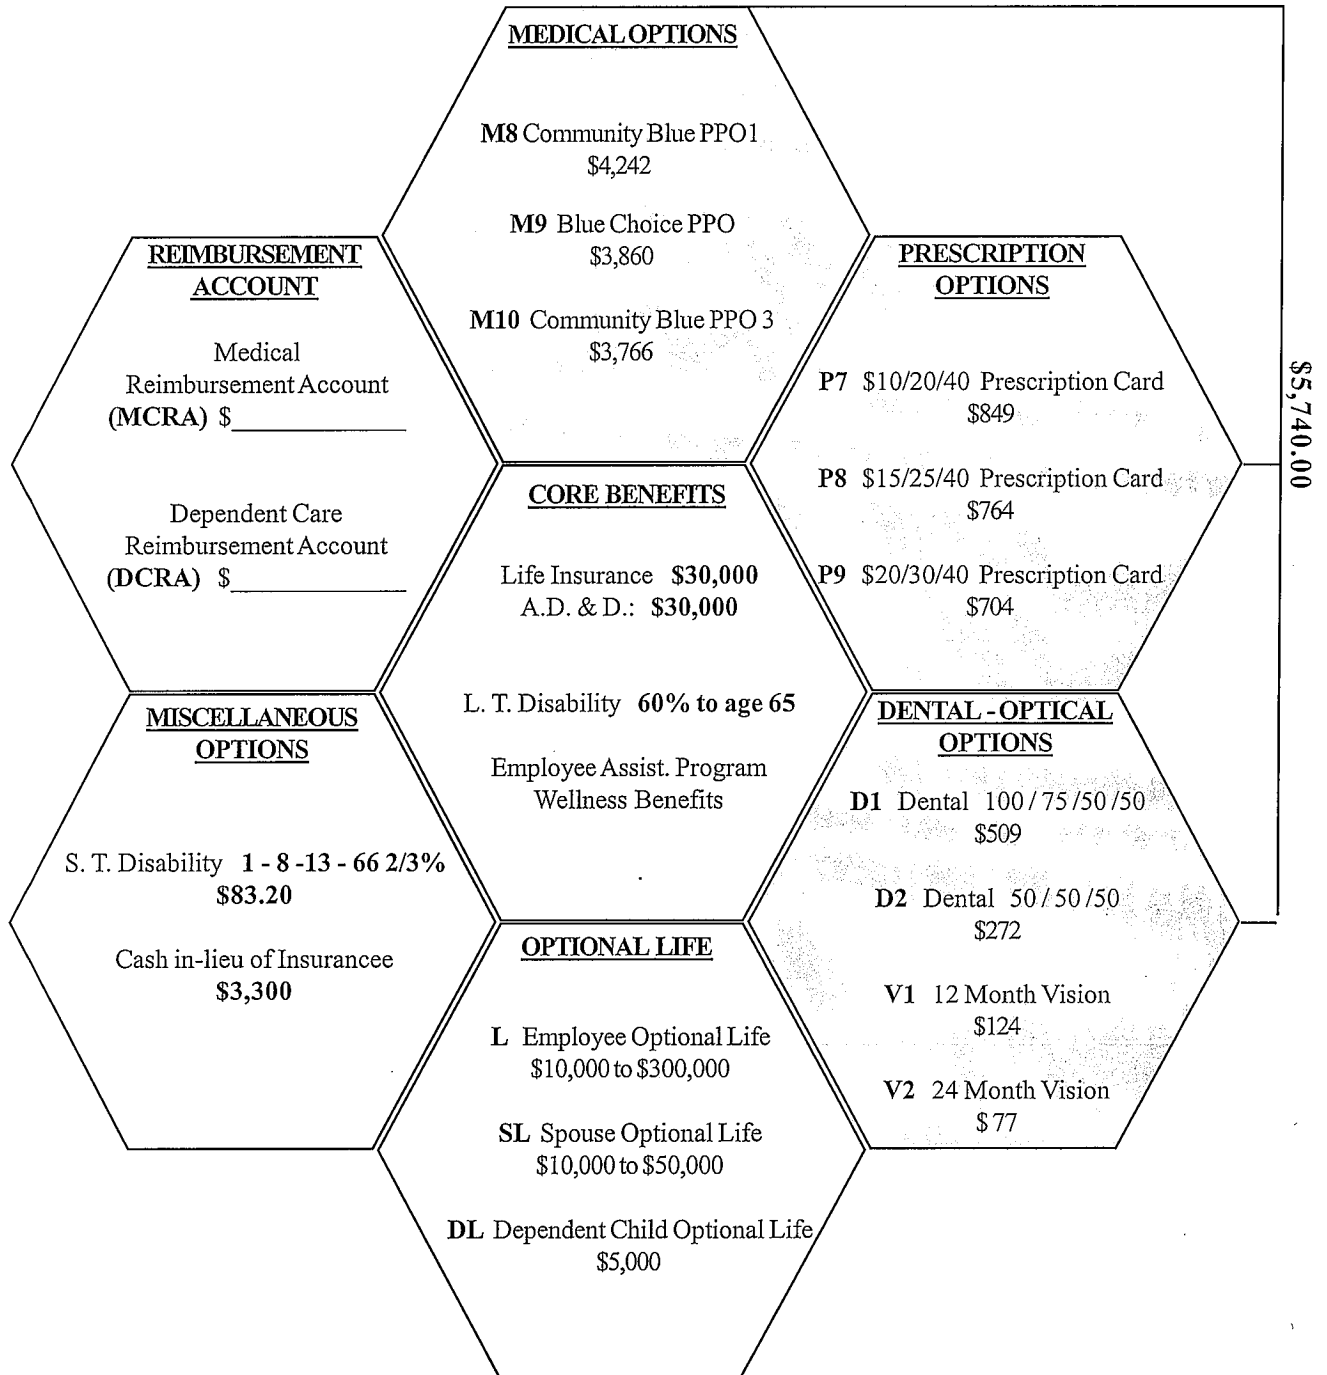 MEDICAL OPTIONS
M8 Community Blue PPO1
$4,242
M9 Blue Choice PPO
$3,860
M10 Community Blue PPO 3
$3,766
REIMBURSEMENT
ACCOUNT
Medical
Reimbursement Account
(MCRA) $
Dependent Care
Reimbursement Account
(DCRA) $
PRESCRIPTION
OPTIONS
P7 $10/20/40 Prescription Card
$849
P8 $15/25/40 Prescription Card
$764
P9 $20/30/40 Prescription Card
$704
$5,740.00
CORE BENEFITS
Life Insurance $30,000
A.D. & D.: $30,000
L. T. Disability 60% to age 65
Employee Assist. Program
Wellness Benefits
MISCELLANEOUS
OPTIONS
S. T. Disability 1 - 8 -13 - 66 2/3%
$83.20
Cash in-lieu of Insurancee
$3,300
DENTAL - OPTICAL
OPTIONS
D1 Dental 100 / 75 /50 /50
$509
D2 Dental 50 / 50 /50
$272
V1 12 Month Vision
$124
V2 24 Month Vision
$ 77
OPTIONAL LIFE
L Employee Optional Life
$10,000 to $300,000
SL Spouse Optional Life
$10,000 to $50,000
DL Dependent Child Optional Life
$5,000